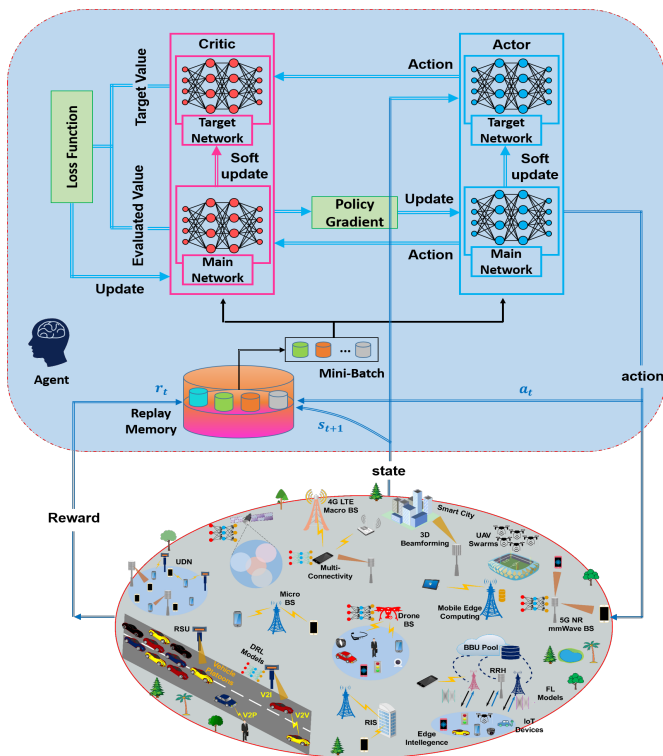 Critic
Actor
Target Value
Action
Target
Network
Target
Network
Loss Function
Soft
update
Soft
update
Evaluated Value
Policy
Gradient
Update
Main
Network
Action
Main
Network
Update
Agent
Mini-Batch
action
r_t
Replay
Memory
a_t
s_{t+1}
state
Reward
4G LTE
Macro BS
Smart City
3D
Beamforming
UAV
Swarms
UDN
Multi-
Connectivity
Micro
BS
Drone
BS
Mobile Edge
Computing
5G NR
mmWave BS
RSU
DRL
Models
Vehicle
Platoons
BBU Pool
RRH
FL
Models
V2I
V2P
V2V
RIS
Edge
Intellegence
IoT
Devices